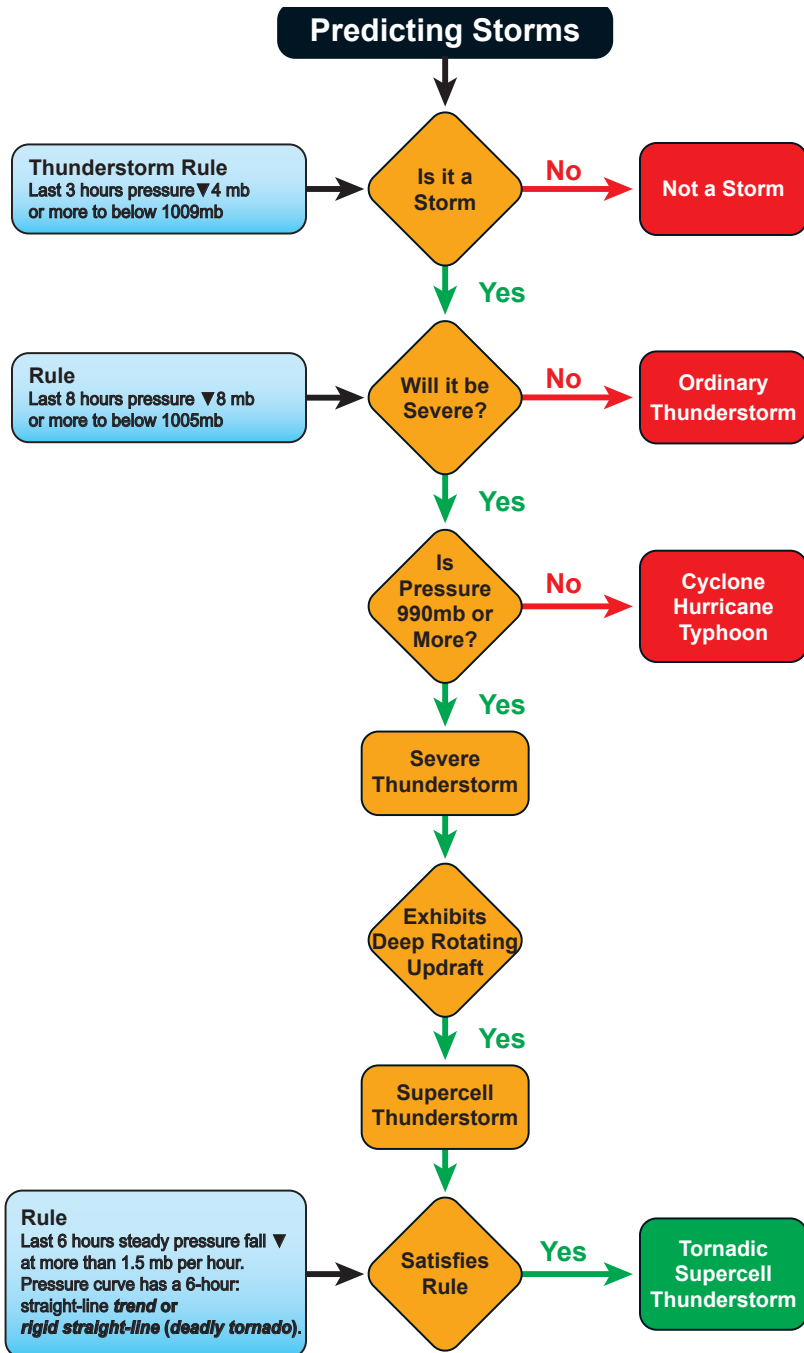 Predicting Storms
Thunderstorm Rule
Last 3 hours pressure ▼4 mb
or more to below 1009mb
Is it a
Storm
No
Not a Storm
Yes
Rule
Last 8 hours pressure ▼8 mb
or more to below 1005mb
Will it be
Severe?
No
Ordinary
Thunderstorm
Yes
Is
Pressure
990mb or
More?
No
Cyclone
Hurricane
Typhoon
Yes
Severe
Thunderstorm
Exhibits
Deep Rotating
Updraft
Yes
Supercell
Thunderstorm
Rule
Last 6 hours steady pressure fall ▼
at more than 1.5 mb per hour.
Pressure curve has a 6-hour:
straight-line trend or
rigid straight-line (deadly tornado).
Satisfies
Rule
Yes
Tornadic
Supercell
Thunderstorm